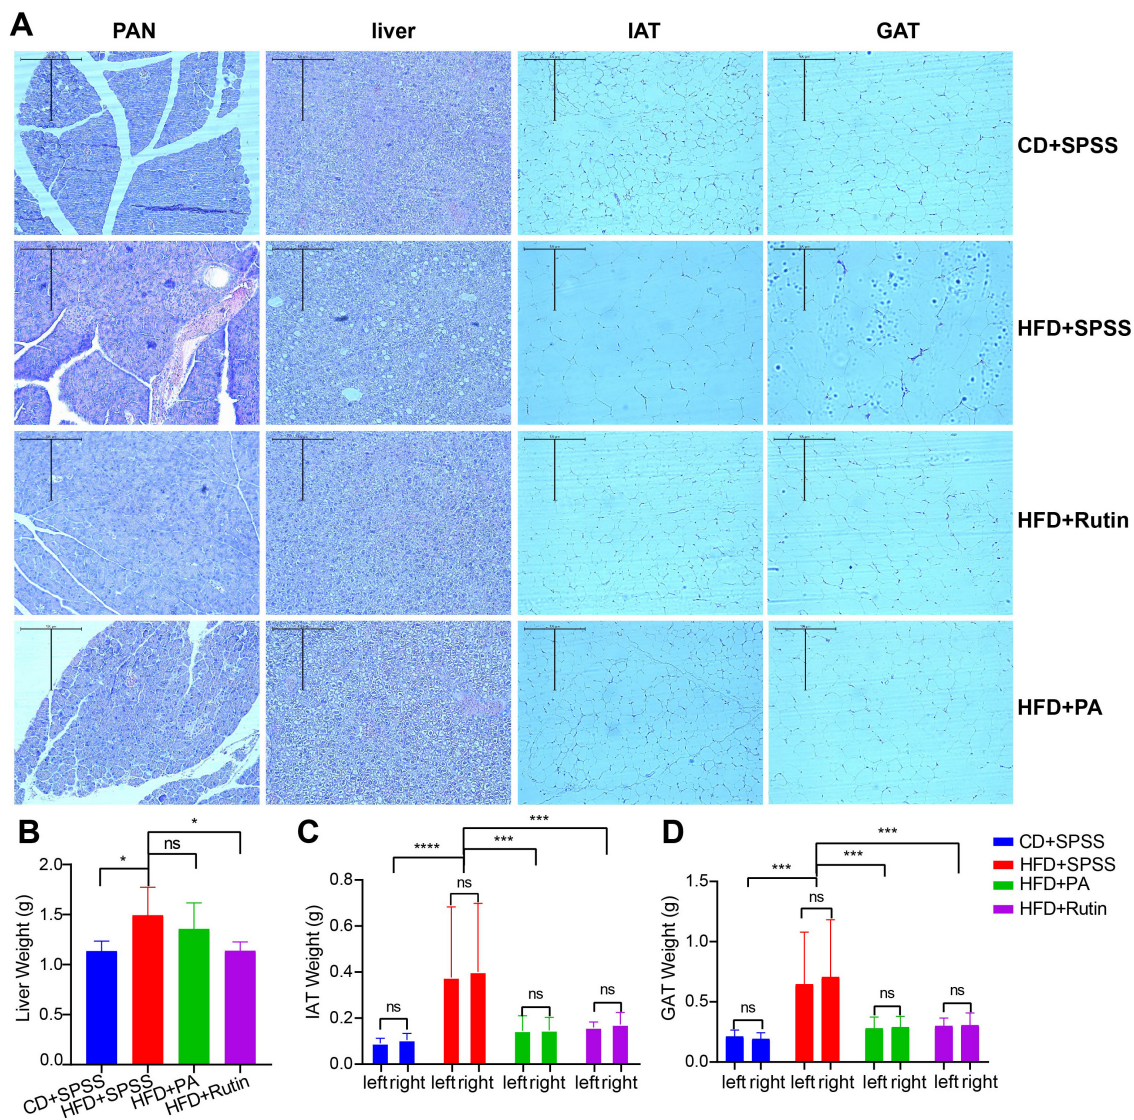 A
PAN liver IAT GAT
CD+SPSS
HFD+SPSS
HFD+Rutin
HFD+PA
B
Liver Weight (g)
2.0
1.5
1.0
0.5
0.0
* ns *
CD+SPSS HFD+SPSS HFD+PA HFD+Rutin
C
IAT Weight (g)
0.8
0.6
0.4
0.2
0.0
**** *** ***
ns ns ns ns
left right left right left right left right
D
GAT Weight (g)
1.5
1.0
0.5
0.0
*** *** ***
ns ns ns ns
left right left right left right left right
CD+SPSS
HFD+SPSS
HFD+PA
HFD+Rutin